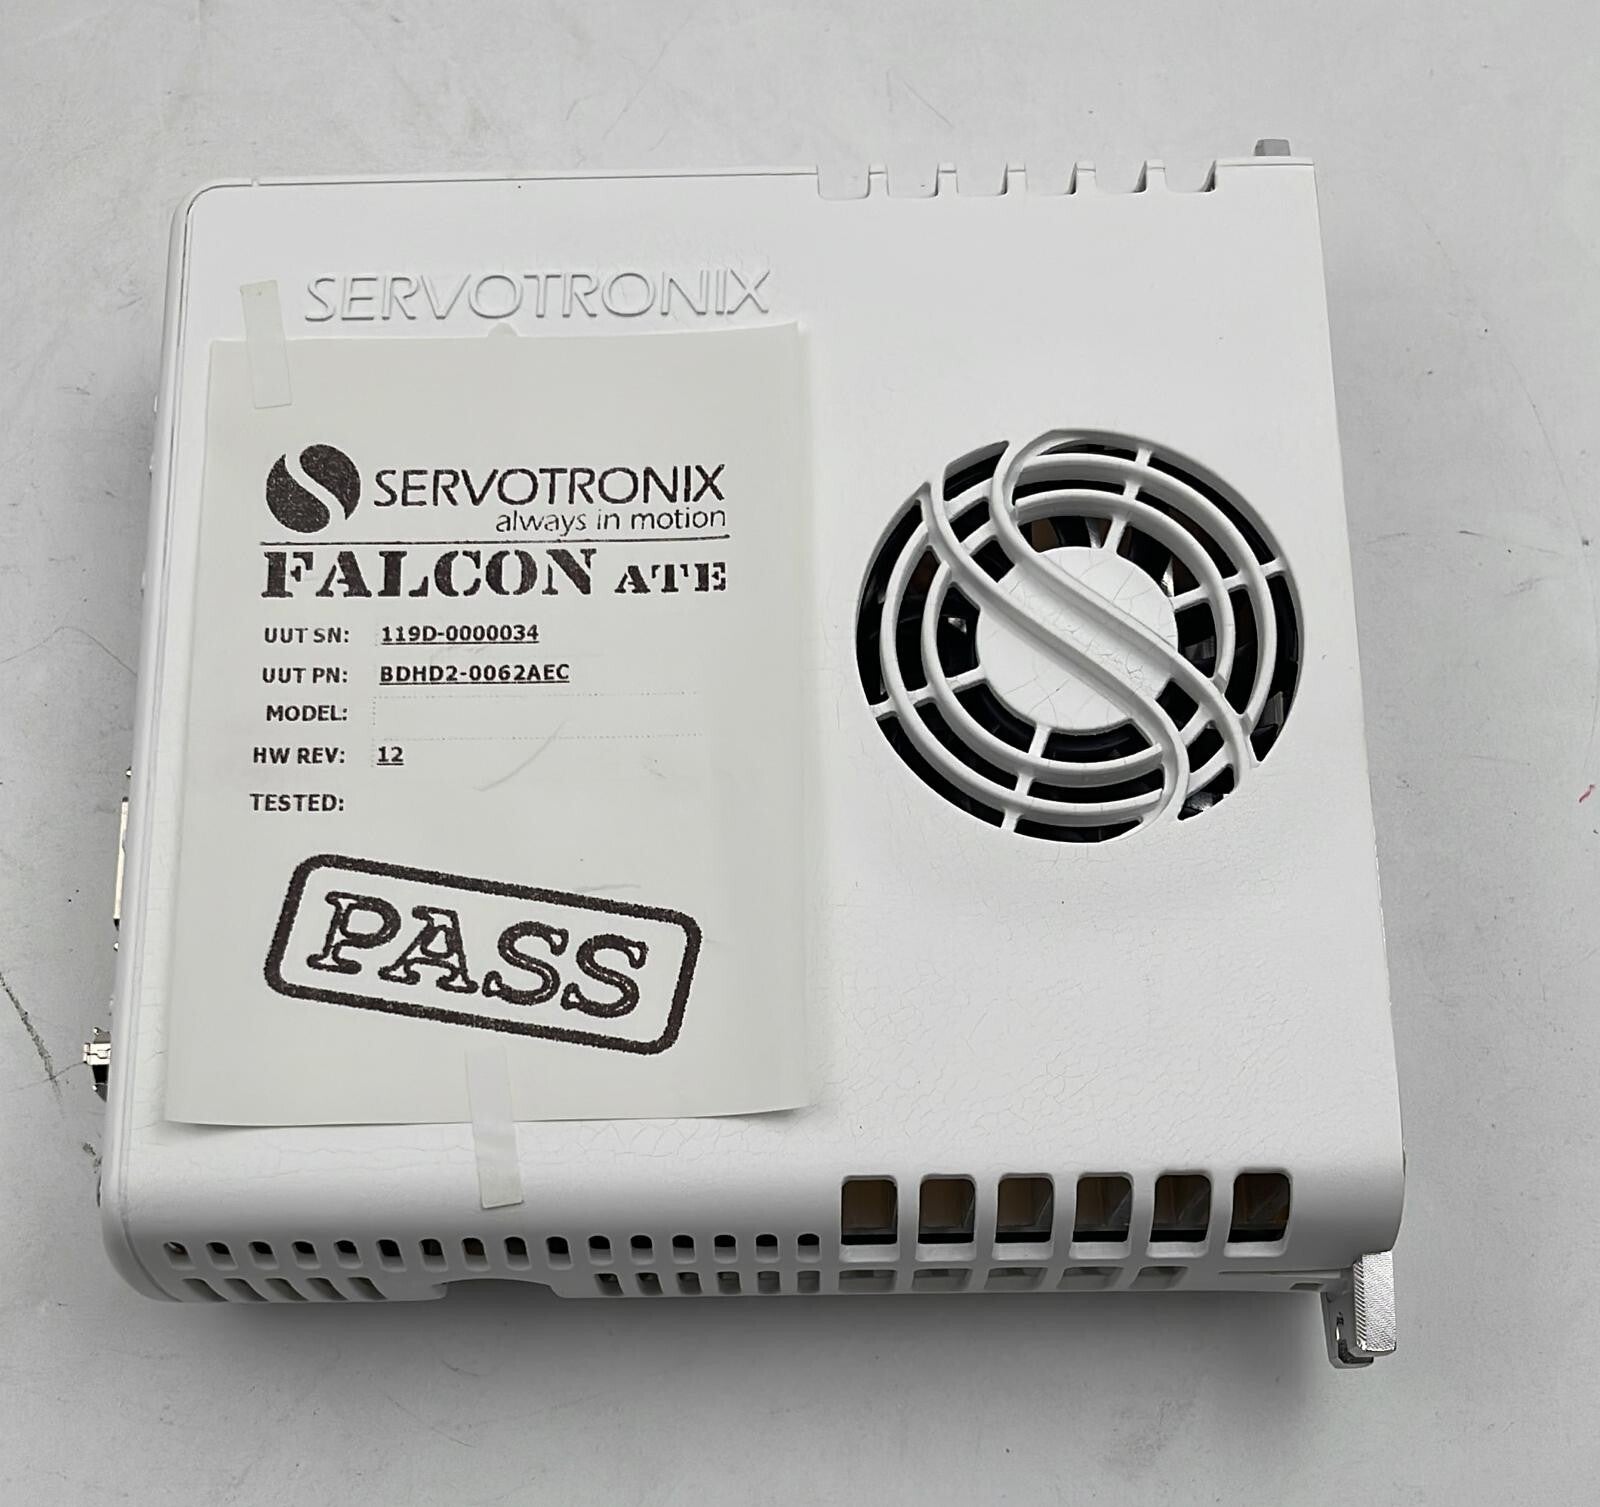 SERVOTRONIX
SERVOTRONIX
always in motion
FALCON ATE
UUT SN: 119D-0000034
UUT PN: BDHD2-0062AEC
MODEL:
HW REV: 12
TESTED:
PASS